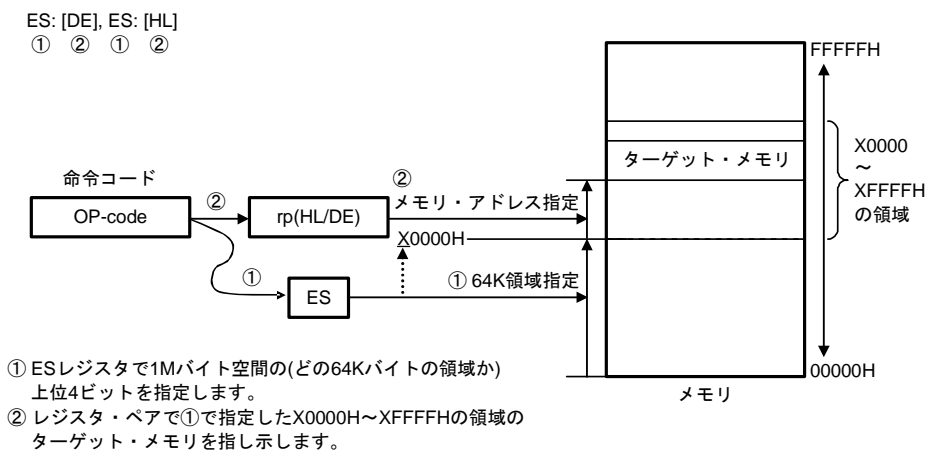 ES: [DE], ES: [HL]
① ② ① ②
FFFFFH
X0000
～
XFFFFH
の領域
ターゲット・メモリ
命令コード
OP-code
②
rp(HL/DE)
②
メモリ・アドレス指定
X0000H
①
ES
① 64K領域指定
00000H
メモリ
① ESレジスタで1Mバイト空間の(どの64Kバイトの領域か)
上位4ビットを指定します。
② レジスタ・ペアで①で指定したX0000H～XFFFFHの領域の
ターゲット・メモリを指し示します。